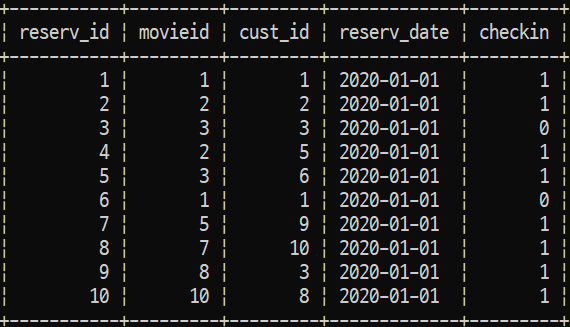 reserv_id | movieid | cust_id | reserv_date | checkin
1 | 1 | 1 | 2020-01-01 | 1
2 | 2 | 2 | 2020-01-01 | 1
3 | 3 | 3 | 2020-01-01 | 0
4 | 2 | 5 | 2020-01-01 | 1
5 | 3 | 6 | 2020-01-01 | 1
6 | 1 | 1 | 2020-01-01 | 0
7 | 5 | 9 | 2020-01-01 | 1
8 | 7 | 10 | 2020-01-01 | 1
9 | 8 | 3 | 2020-01-01 | 1
10 | 10 | 8 | 2020-01-01 | 1